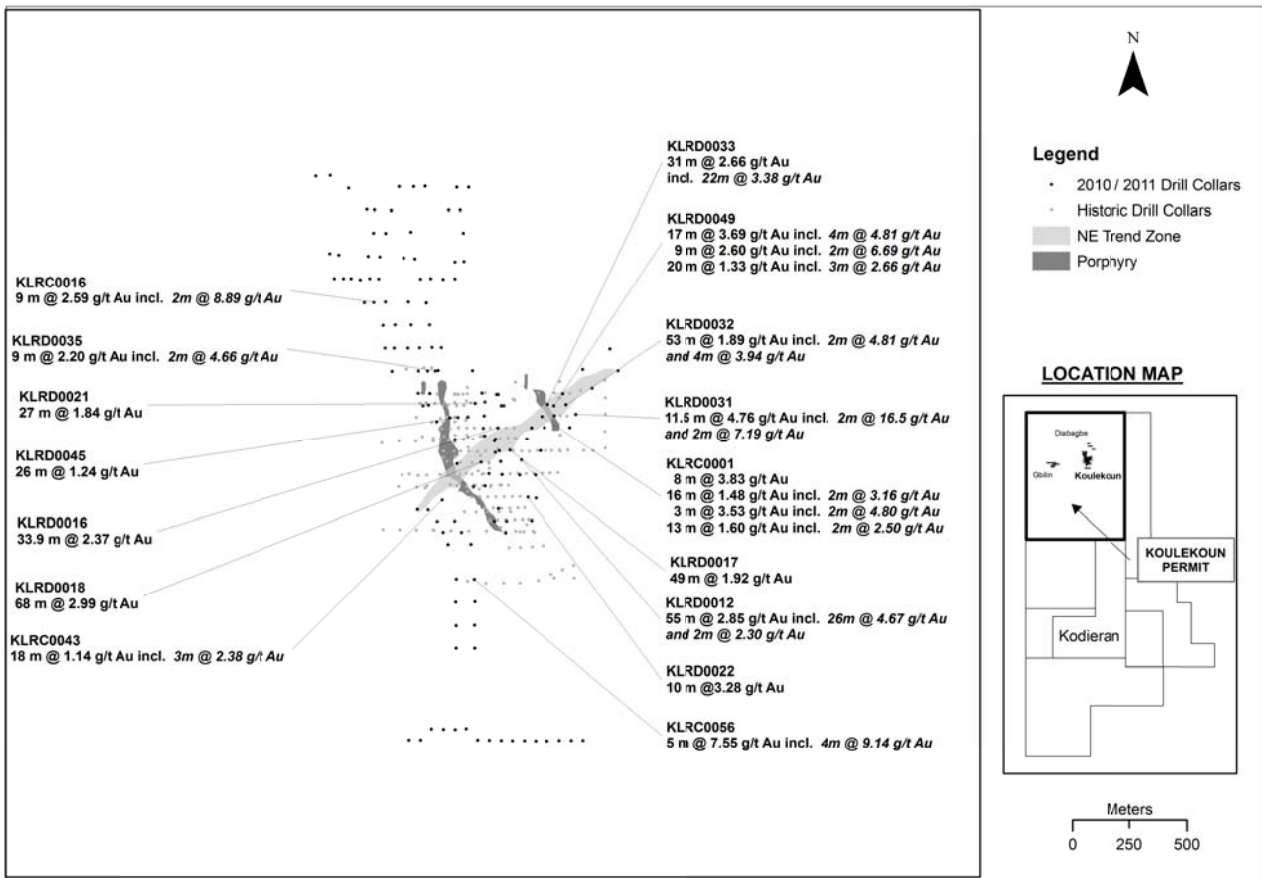 KLRC0016
9 m @ 2.59 g/t Au incl. 2m @ 8.89 g/t Au
KLRD0035
9 m @ 2.20 g/t Au incl. 2m @ 4.66 g/t Au
KLRD0021
27 m @ 1.84 g/t Au
KLRD0045
26 m @ 1.24 g/t Au
KLRD0016
33.9 m @ 2.37 g/t Au
KLRD0018
68 m @ 2.99 g/t Au
KLRC0043
18 m @ 1.14 g/t Au incl. 3m @ 2.38 g/t Au
KLRD0033
31 m @ 2.66 g/t Au
incl. 22m @ 3.38 g/t Au
KLRD0049
17 m @ 3.69 g/t Au incl. 4m @ 4.81 g/t Au
9 m @ 2.60 g/t Au incl. 2m @ 6.69 g/t Au
20 m @ 1.33 g/t Au incl. 3m @ 2.66 g/t Au
KLRD0032
53 m @ 1.89 g/t Au incl. 2m @ 4.81 g/t Au
and 4m @ 3.94 g/t Au
KLRD0031
11.5 m @ 4.76 g/t Au incl. 2m @ 16.5 g/t Au
and 2m @ 7.19 g/t Au
KLRC0001
8 m @ 3.83 g/t Au
16 m @ 1.48 g/t Au incl. 2m @ 3.16 g/t Au
3 m @ 3.53 g/t Au incl. 2m @ 4.80 g/t Au
13 m @ 1.60 g/t Au incl. 2m @ 2.50 g/t Au
KLRD0017
49 m @ 1.92 g/t Au
KLRD0012
55 m @ 2.85 g/t Au incl. 26m @ 4.67 g/t Au
and 2m @ 2.30 g/t Au
KLRD0022
10 m @3.28 g/t Au
KLRC0056
5 m @ 7.55 g/t Au incl. 4m @ 9.14 g/t Au
N
Legend
2010 / 2011 Drill Collars
Historic Drill Collars
NE Trend Zone
Porphyry
LOCATION MAP
Diabagbe
Gbilin
Koulekoun
KOULEKOUN
PERMIT
Kodieran
Meters
0 250 500